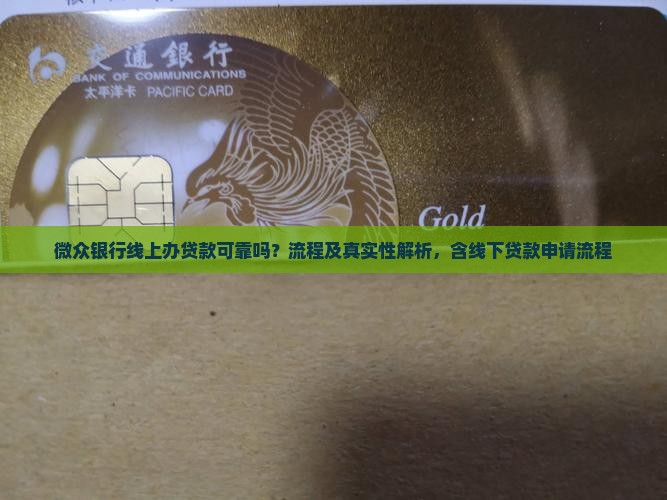 交通銀行
BANK OF COMMUNICATIONS
太平洋卡 PACIFIC CARD
Gold
微众银行线上办贷款可靠吗？流程及真实性解析，含线下贷款申请流程